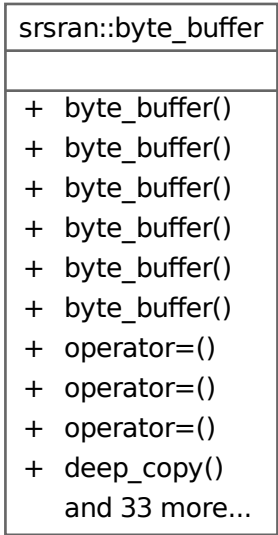 srsran::byte_buffer
+ byte_buffer()
+ byte_buffer()
+ byte_buffer()
+ byte_buffer()
+ byte_buffer()
+ byte_buffer()
+ operator=()
+ operator=()
+ operator=()
+ deep_copy()
and 33 more...